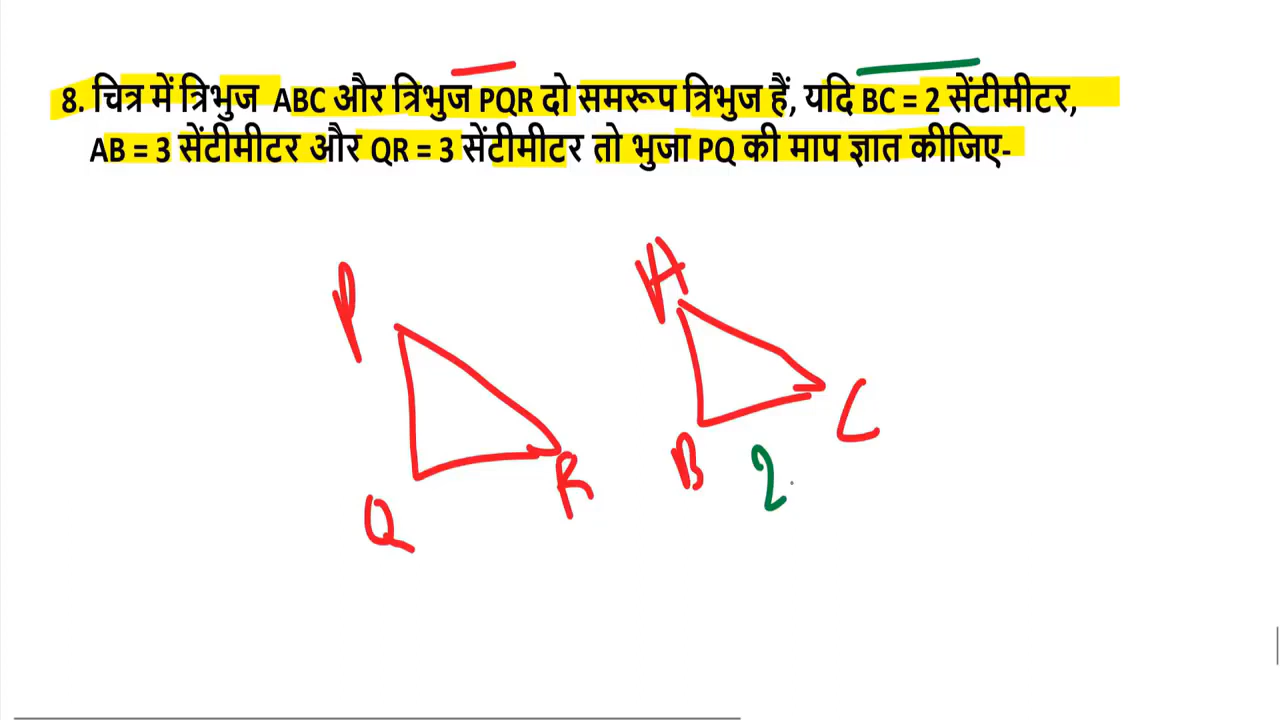 8. चित्र में त्रिभुज ABC और त्रिभुज PQR दो समरूप त्रिभुज हैं, यदि BC = 2 सेंटीमीटर,
AB = 3 सेंटीमीटर और QR = 3 सेंटीमीटर तो भुजा PQ की माप ज्ञात कीजिए-
P
A
Q
R
B
C
2